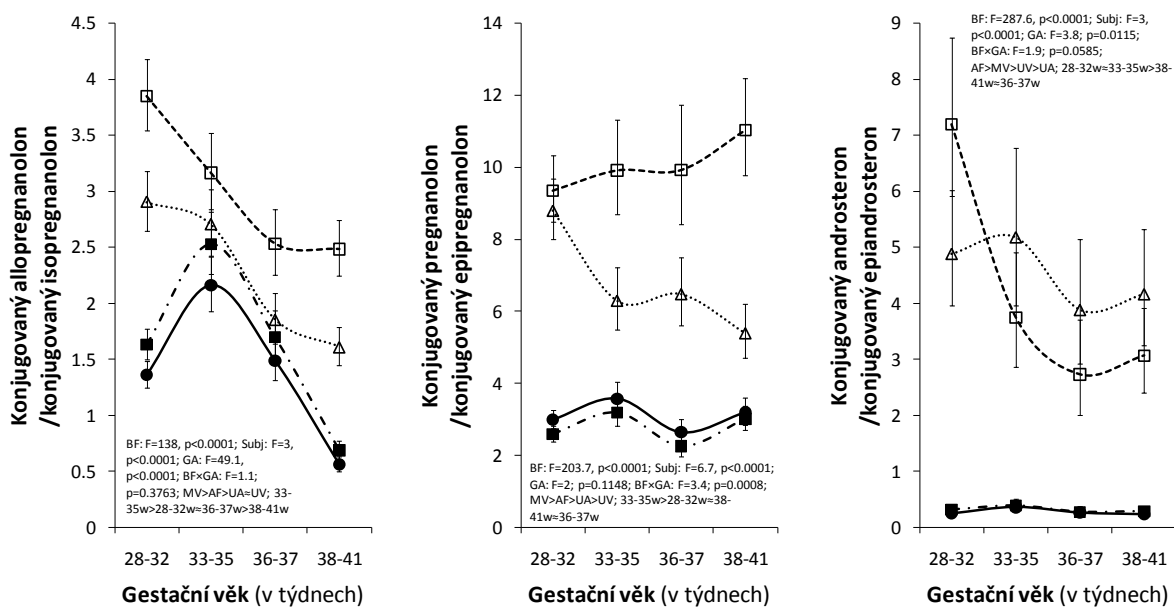 Konjugovaný allopregnanolon
/konjugovaný isopregnanolon
4.5
4
3.5
3
2.5
2
1.5
1
0.5
0
BF: F=138, p<0.0001; Subj: F=3,
p<0.0001; GA: F=49.1,
p<0.0001; BF×GA: F=1.1;
p=0.3763; MV>AF>UA≈UV; 33-
35w>28-32w≈36-37w>38-41w
28-32
33-35
36-37
38-41
Gestační věk (v týdnech)
Konjugovaný pregnanolon
/konjugovaný epipregnanolon
14
12
10
8
6
4
2
0
BF: F=203.7, p<0.0001; Subj: F=6.7, p<0.0001;
GA: F=2; p=0.1148; BF×GA: F=3.4; p=0.0008;
MV>AF>UA>UV; 33-35w>28-32w≈38-
41w≈36-37w
28-32
33-35
36-37
38-41
Gestační věk (v týdnech)
Konjugovaný androsteron
/konjugovaný epiandrosteron
9
8
7
6
5
4
3
2
1
0
BF: F=287.6, p<0.0001; Subj: F=3,
p<0.0001; GA: F=3.8; p=0.0115;
BF×GA: F=1.9; p=0.0585;
AF>MV>UV>UA; 28-32w≈33-35w>38-
41w≈36-37w
28-32
33-35
36-37
38-41
Gestační věk (v týdnech)